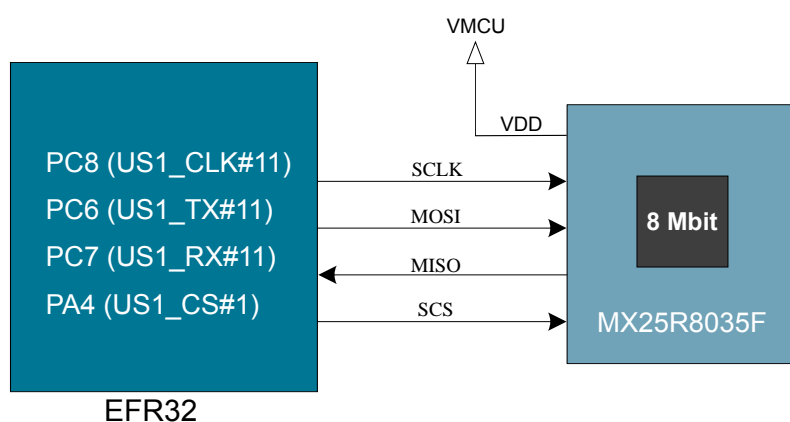 VMCU
VDD
PC8 (US1_CLK#11)
SCLK
PC6 (US1_TX#11)
MOSI
8 Mbit
PC7 (US1_RX#11)
MISO
PA4 (US1_CS#1)
SCS
MX25R8035F
EFR32